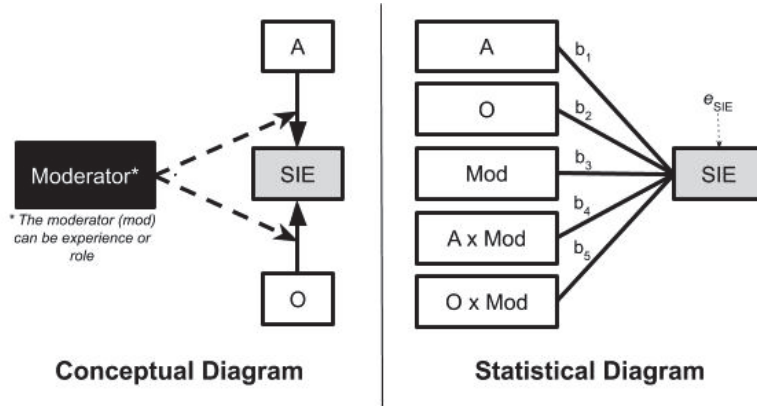 A
Moderator*
SIE
* The moderator (mod)
can be experience or
role
O
Conceptual Diagram
A
O
Mod
A x Mod
O x Mod
b₁
b₂
b₃
b₄
b₅
eSIE
SIE
Statistical Diagram